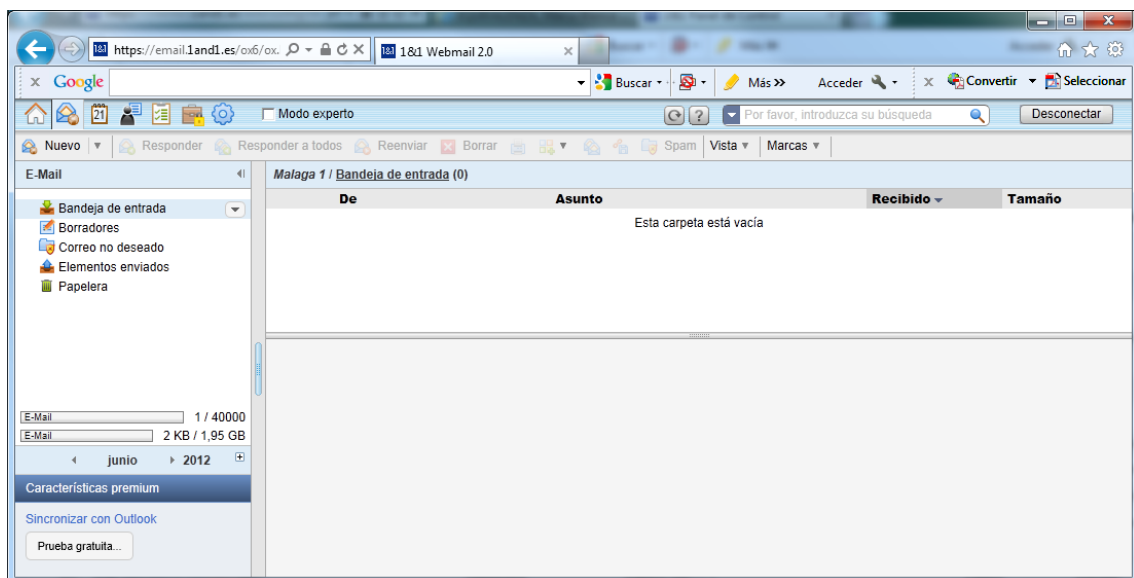 https://email.1and1.es/ox6/ox. 1&1 1&1 Webmail 2.0
Google Buscar Más >> Acceder Convertir Seleccionar
21 Modo experto Por favor, introduzca su búsqueda Desconectar
Nuevo Responder Responder a todos Reenviar Borrar Spam Vista Marcas
E-Mail Malaga 1 / Bandeja de entrada (0)
De Asunto Recibido Tamaño
Bandeja de entrada
Esta carpeta está vacía
Borradores
Correo no deseado
Elementos enviados
Papelera
E-Mail 1 / 40000
E-Mail 2 KB / 1,95 GB
junio 2012
Características premium
Sincronizar con Outlook
Prueba gratuita...